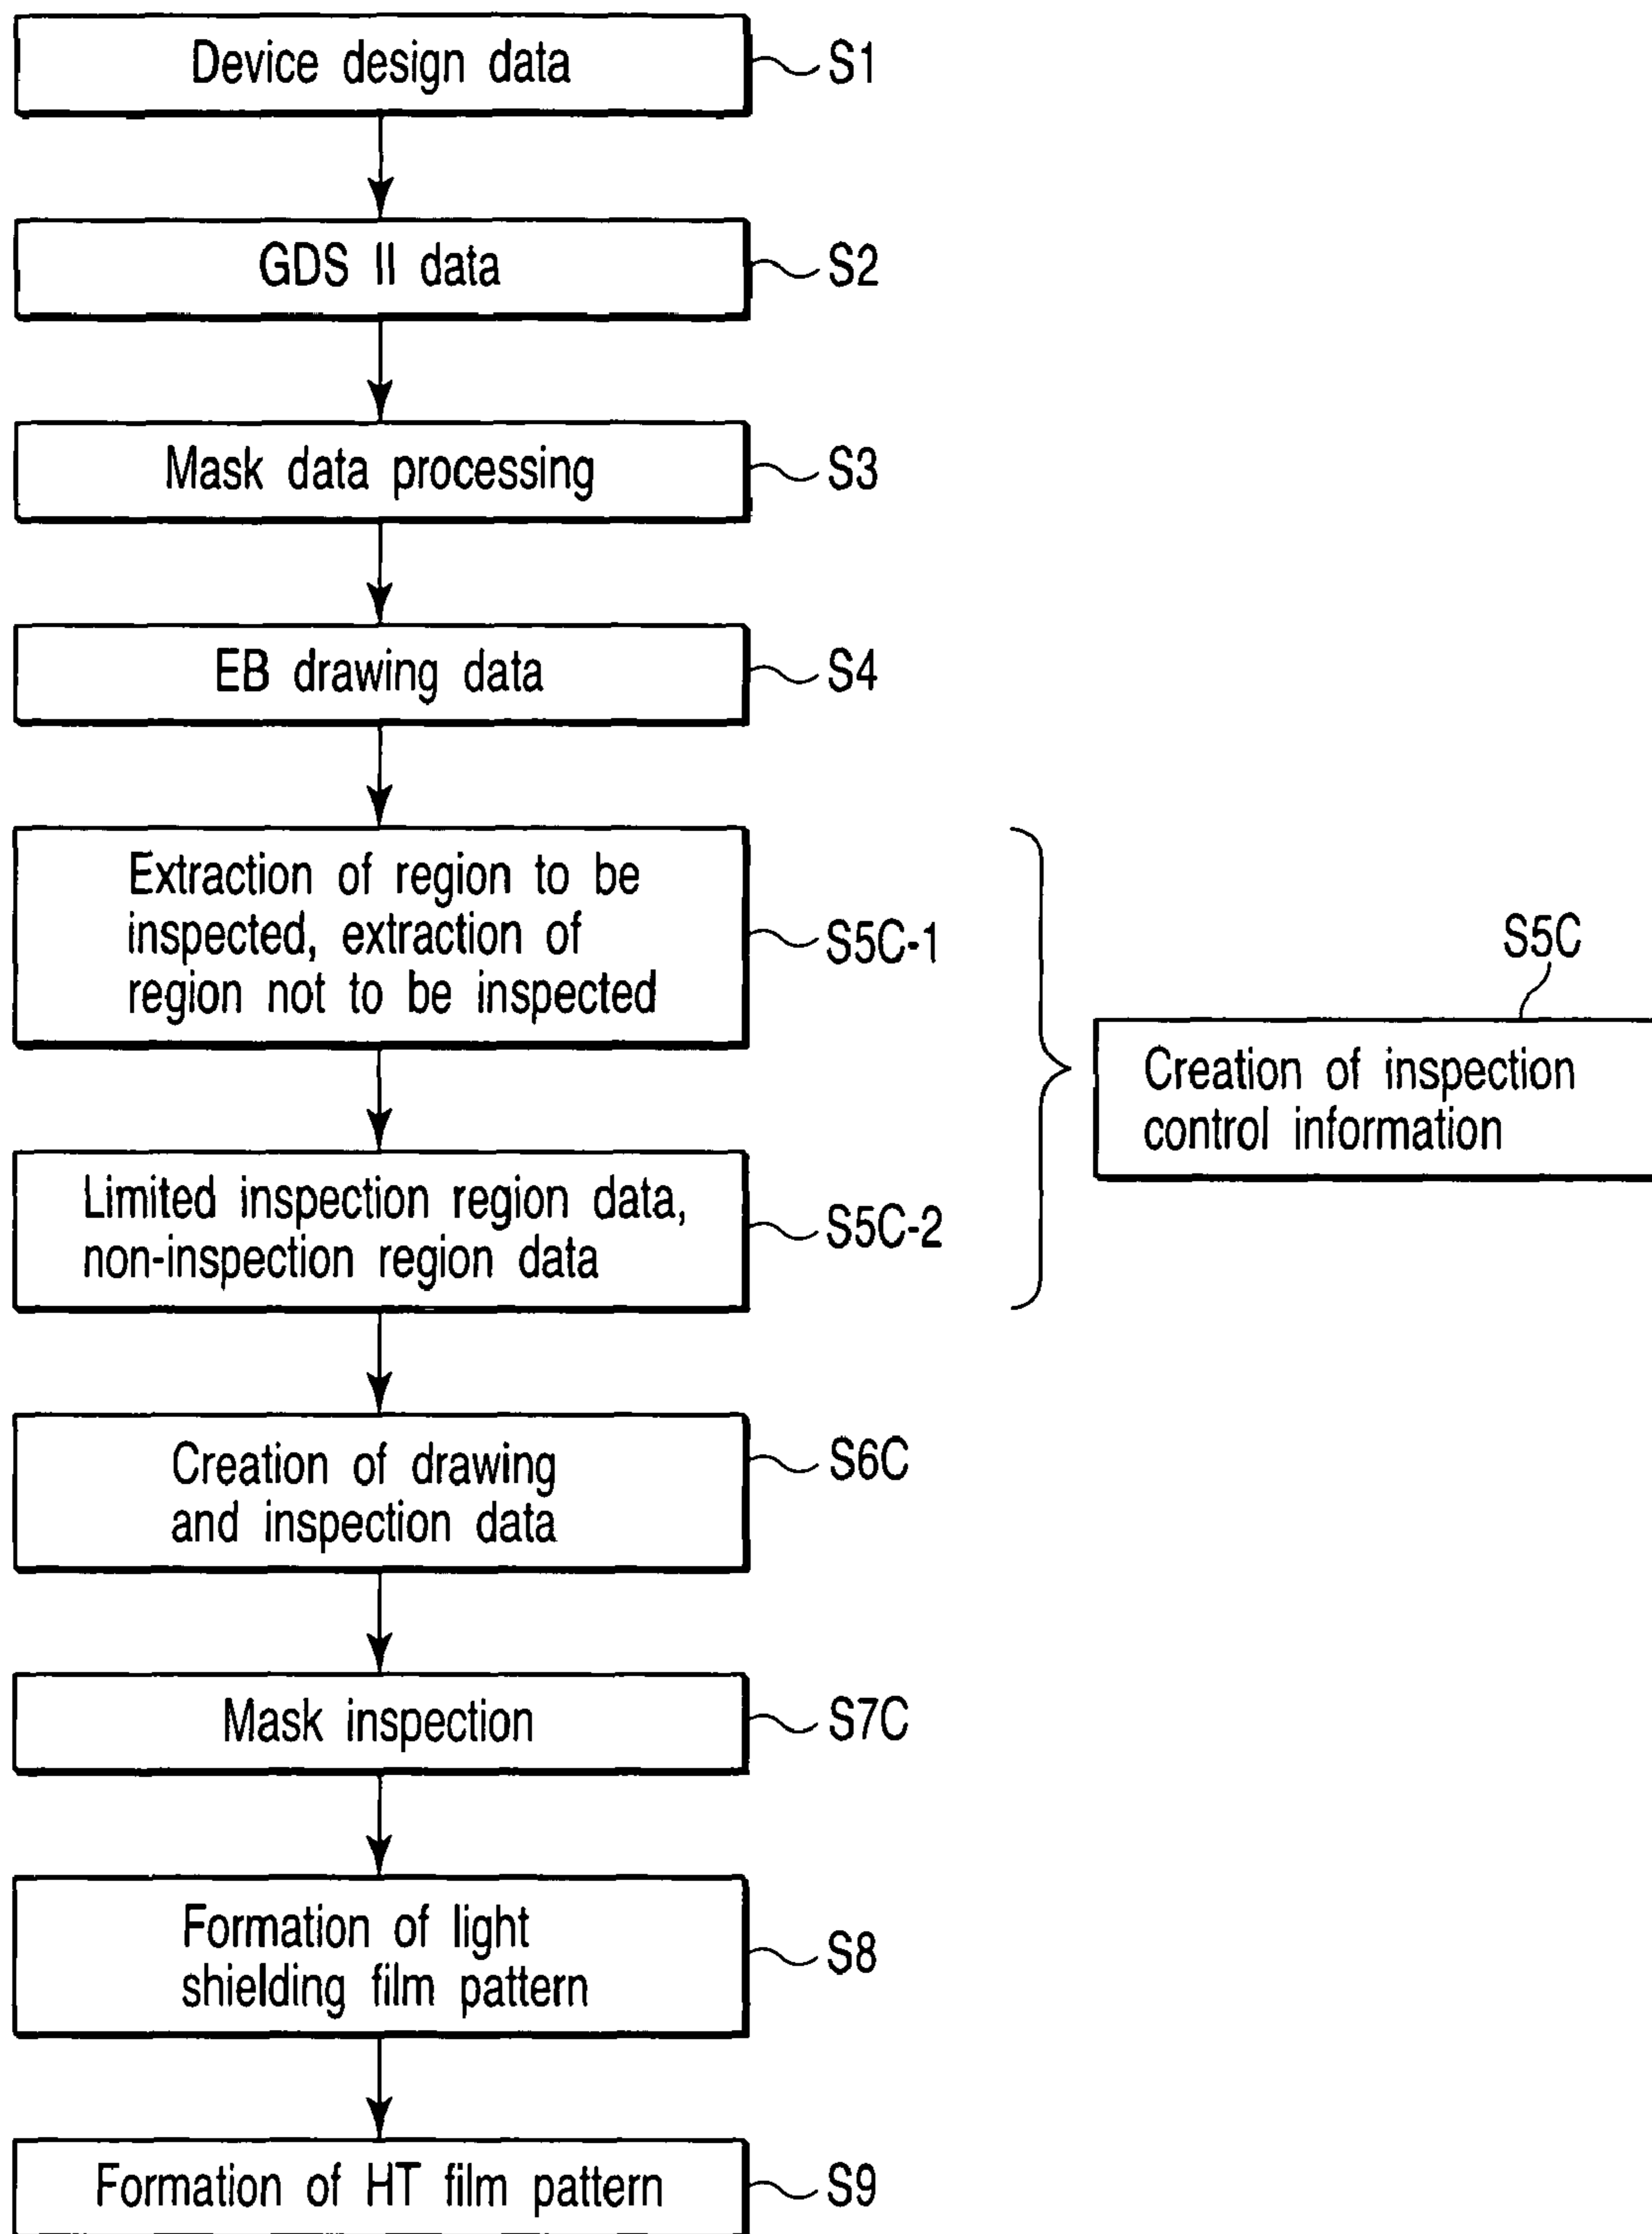 Device design data
S1
GDS II data
S2
Mask data processing
S3
EB drawing data
S4
Extraction of region to be
inspected, extraction of
region not to be inspected
S5C-1
Limited inspection region data,
non-inspection region data
S5C-2
S5C
Creation of inspection
control information
Creation of drawing
and inspection data
S6C
Mask inspection
S7C
Formation of light
shielding film pattern
S8
Formation of HT film pattern
S9